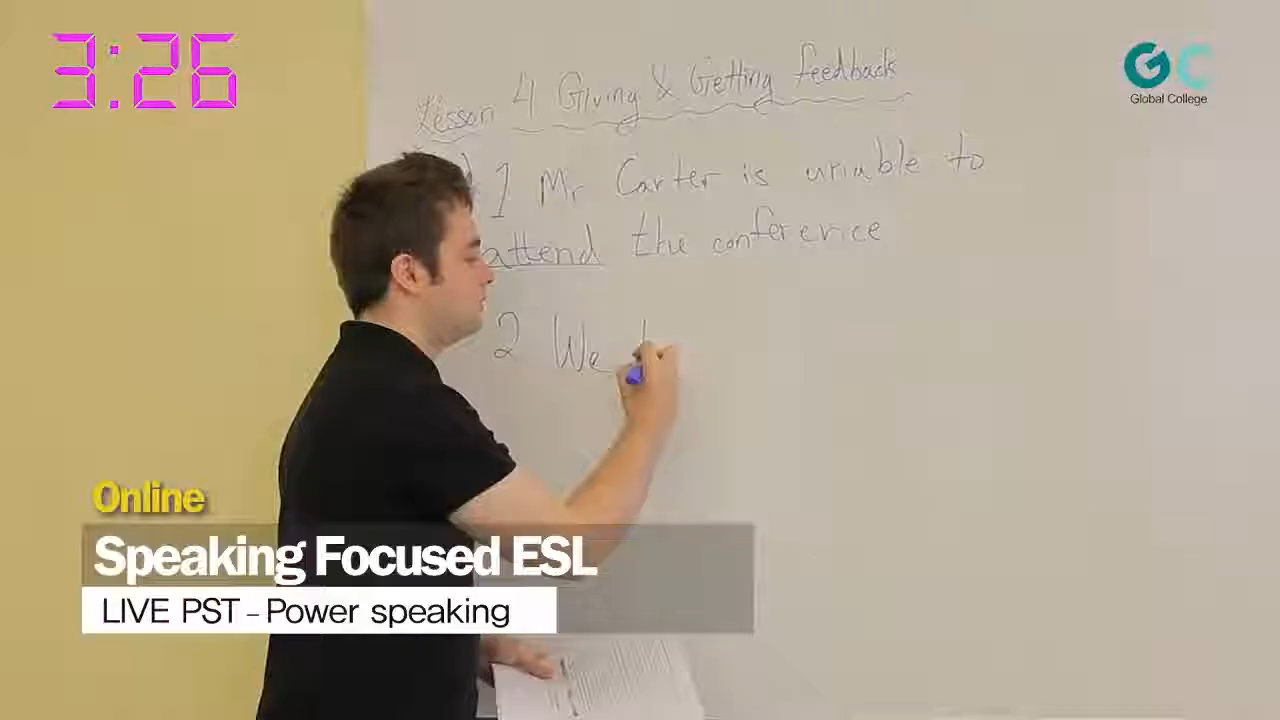 3:26
GC
Global College
Lesson 4 Giving & Getting feedback
1 Mr Carter is unable to
attend the conference
2 We
Online
Speaking Focused ESL
LIVE PST – Power speaking